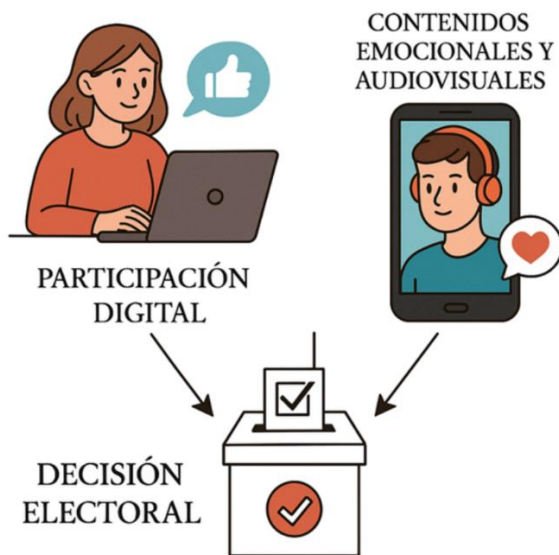 PARTICIPACIÓN
DIGITAL
CONTENIDOS
EMOCIONALES Y
AUDIOVISUALES
DECISIÓN
ELECTORAL